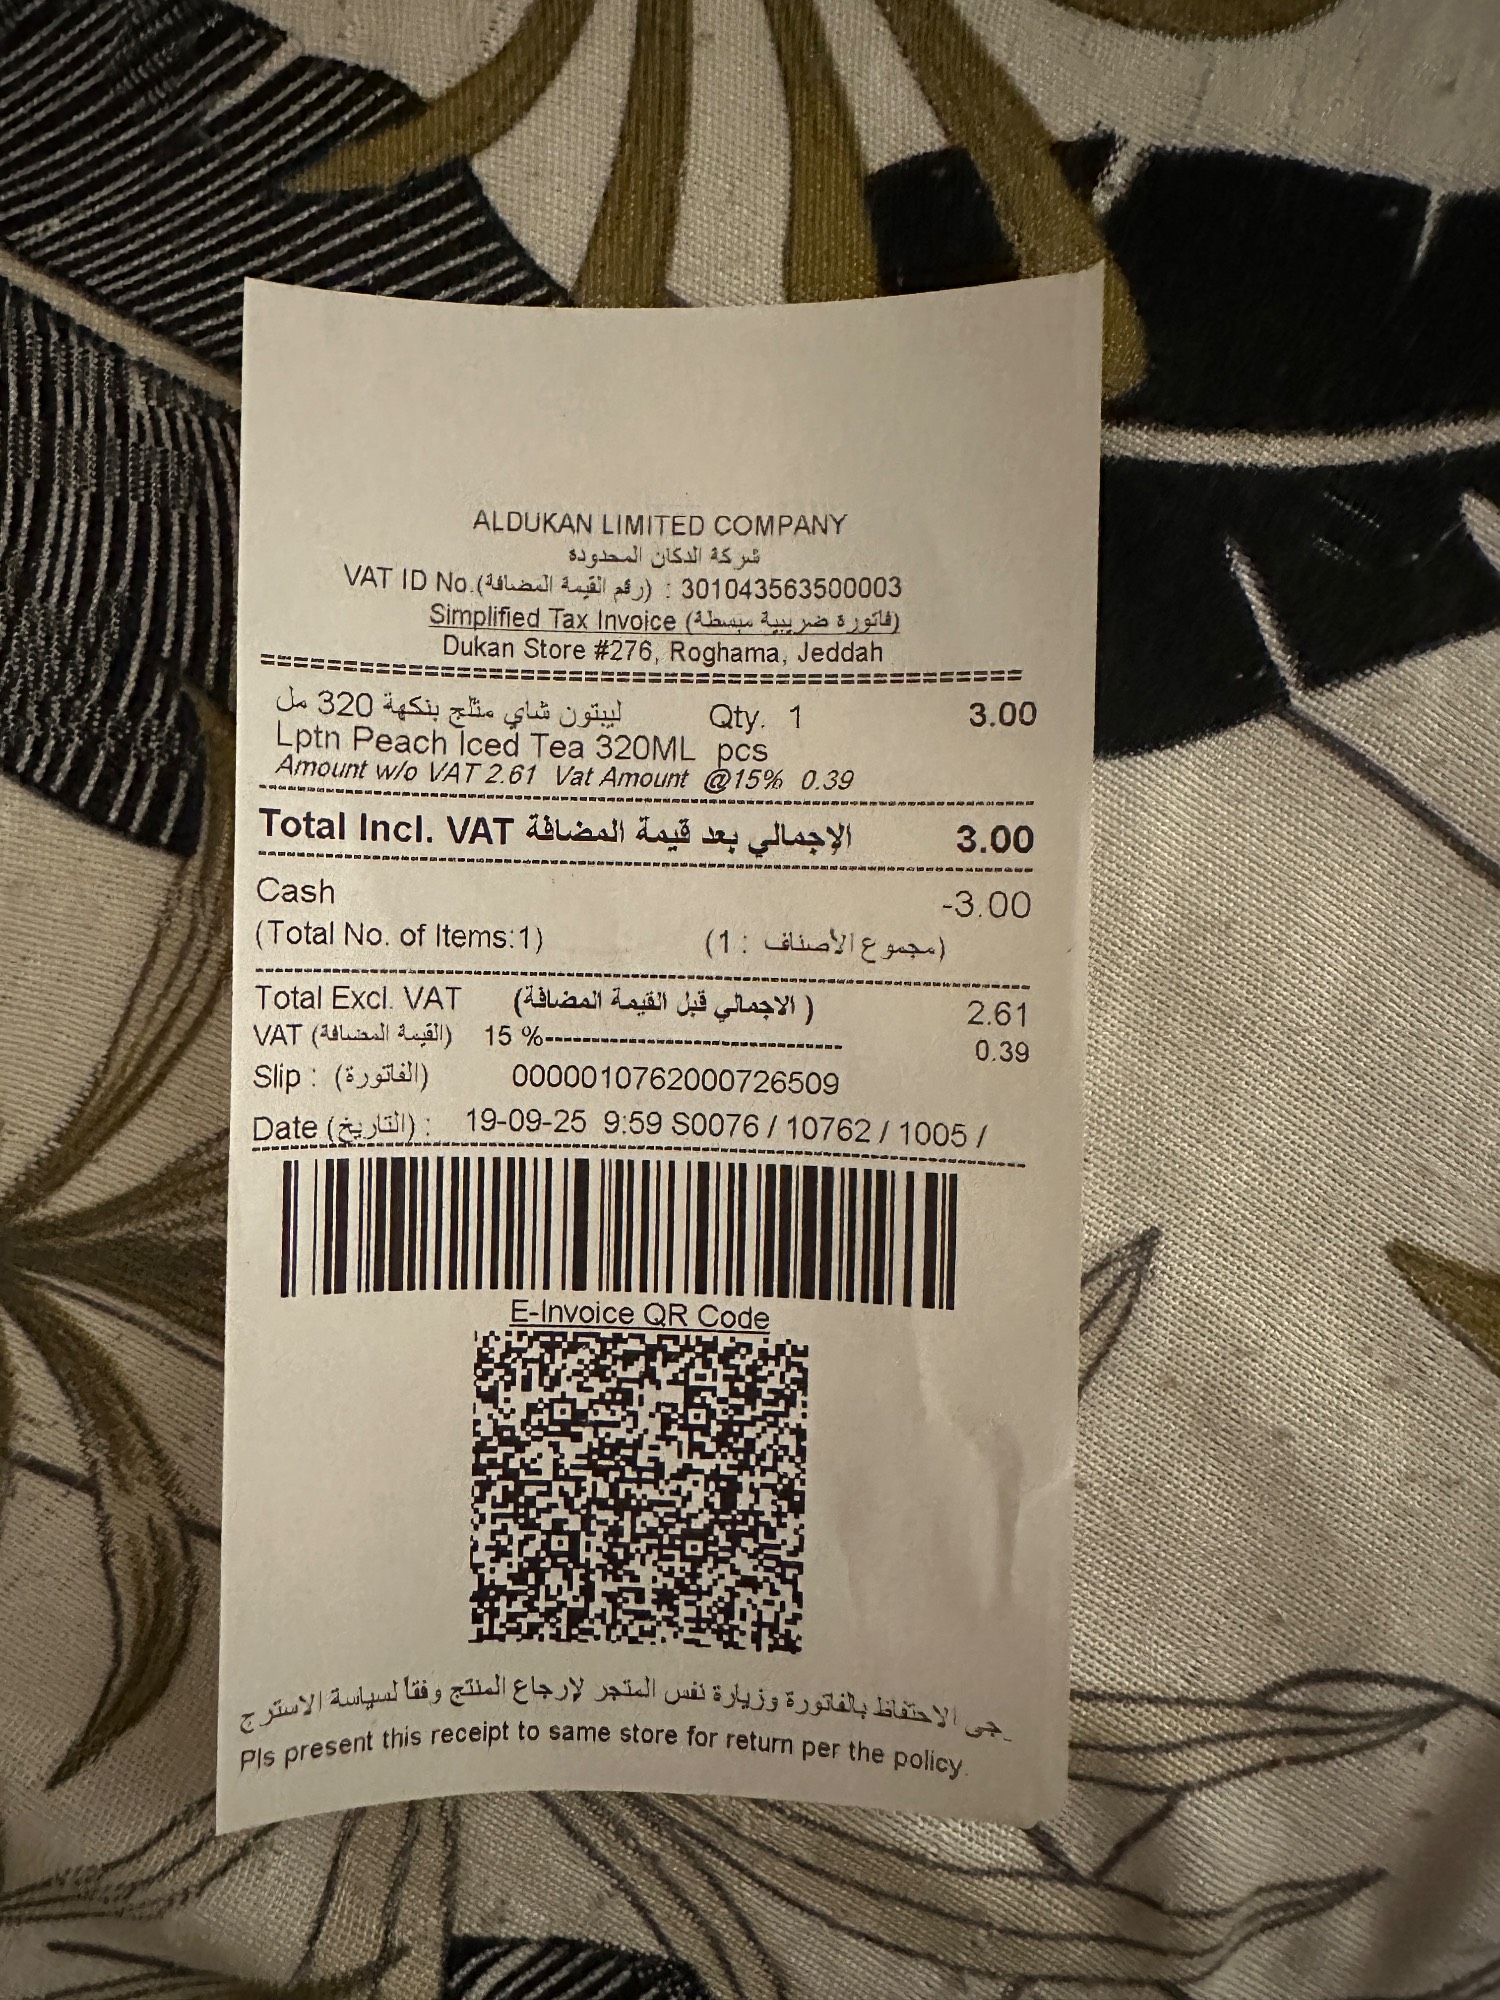 ALDUKAN LIMITED COMPANY
شركة الدكان المحدوده
VAT ID No.(رقم القيمة المضافة) : 301043563500003
Simplified Tax Invoice (فاتورة ضريبية مبسطة)
Dukan Store #276, Roghama, Jeddah
ليبتون شاي مثلج بنكهة 320 مل Qty. 1 3.00
Lptn Peach Iced Tea 320ML pcs
Amount w/o VAT 2.61 Vat Amount @15% 0.39
Total Incl. VAT الإجمالي بعد قيمة المضافة 3.00
Cash -3.00
(Total No. of Items:1) (مجموع الأصناف : 1)
Total Excl. VAT (الاجمالي قبل القيمة المضافة ) 2.61
VAT (القيمة المضافة) 15 %------------------------------ 0.39
Slip : (الفاتورة) 0000010762000726509
Date (التاريخ) : 19-09-25 9:59 S0076 / 10762 / 1005 /
E-Invoice QR Code
جى الاحتفاظ بالفاتورة وزيارة نفس المتجر لإرجاع المنتج وفقا لسياسة الاسترج
Pls present this receipt to same store for return per the policy.